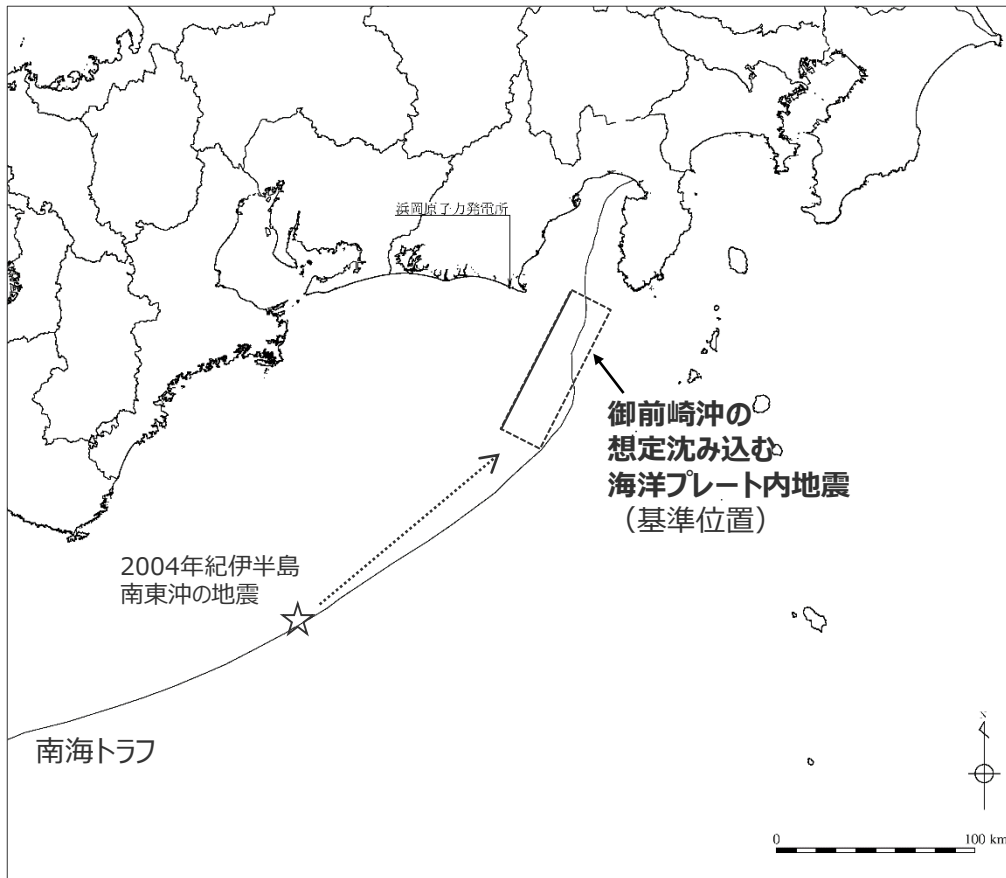 浜岡原子力発電所
御前崎沖の
想定沈み込む
海洋プレート内地震
（基準位置）
2004年紀伊半島
南東沖の地震
南海トラフ
N
0 100 km